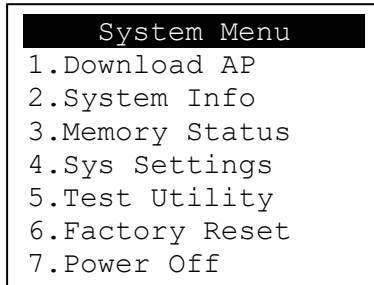 System Menu
1.Download AP
2.System Info
3.Memory Status
4.Sys Settings
5.Test Utility
6.Factory Reset
7.Power Off